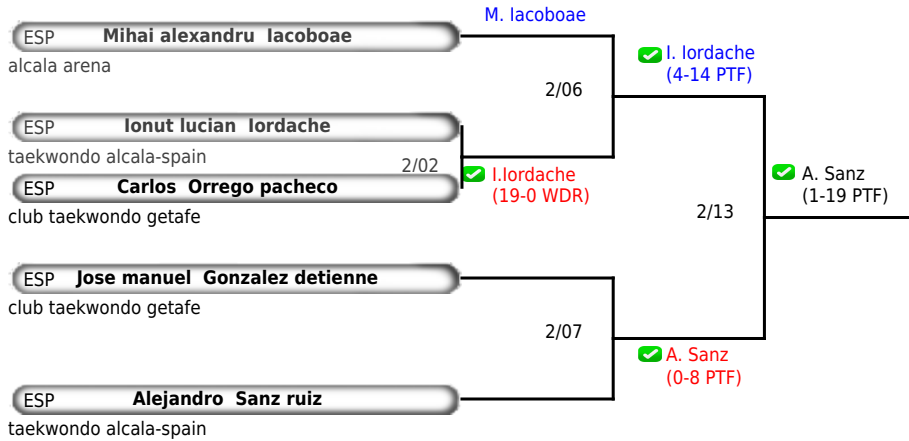 M. Iacoboae
ESP Mihai alexandru Iacoboae
alcala arena
I. Iordache
(4-14 PTF)
2/06
ESP Ionut lucian Iordache
taekwondo alcala-spain
2/02
I.Iordache
(19-0 WDR)
ESP Carlos Orrego pacheco
club taekwondo getafe
A. Sanz
(1-19 PTF)
2/13
ESP Jose manuel Gonzalez detienne
club taekwondo getafe
2/07
A. Sanz
(0-8 PTF)
ESP Alejandro Sanz ruiz
taekwondo alcala-spain